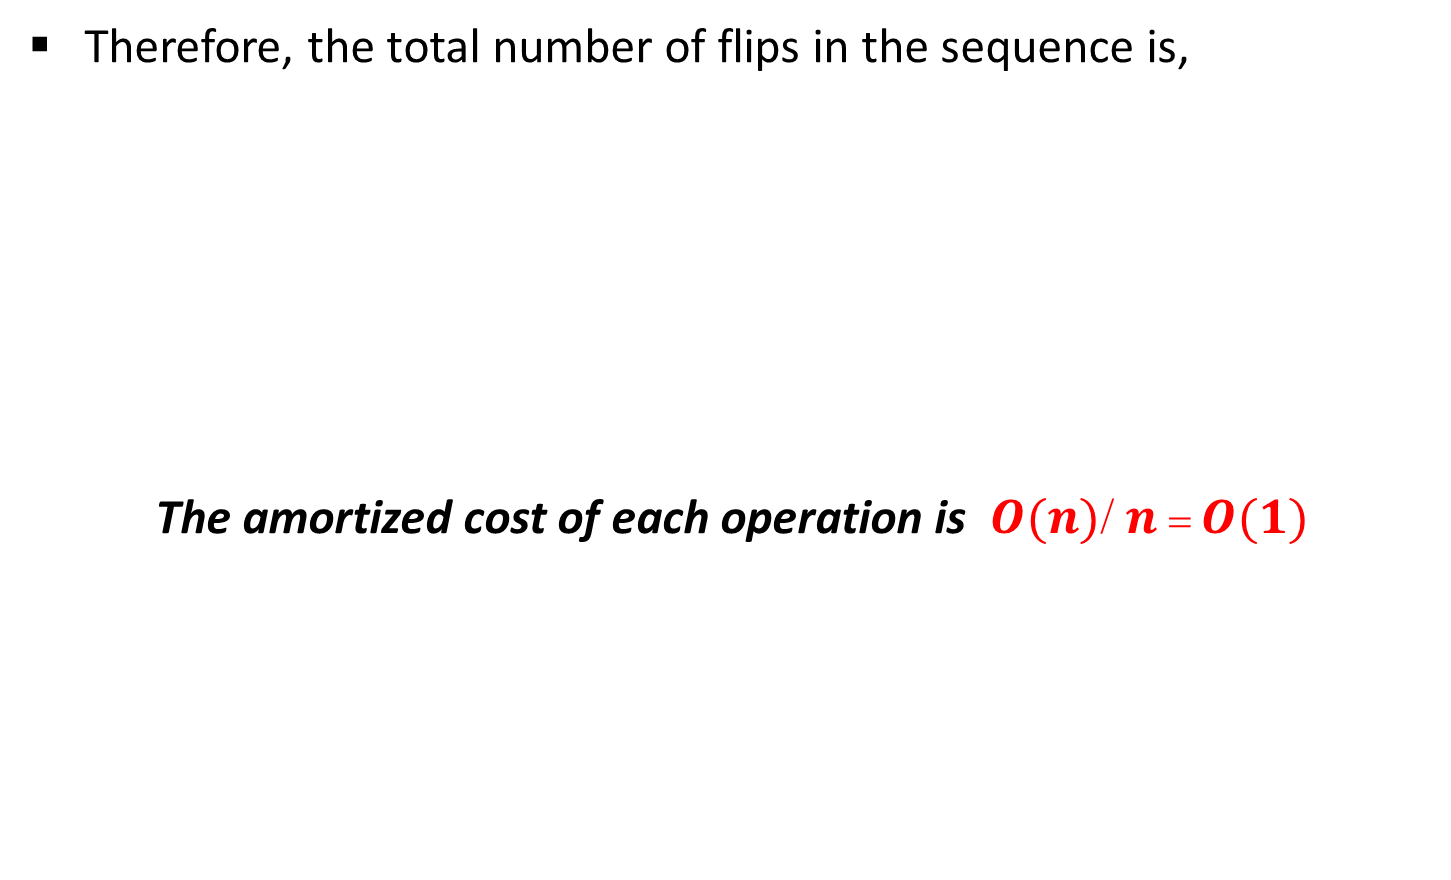 ▪ Therefore, the total number of flips in the sequence is,
The amortized cost of each operation is O(n)/ n = O(1)